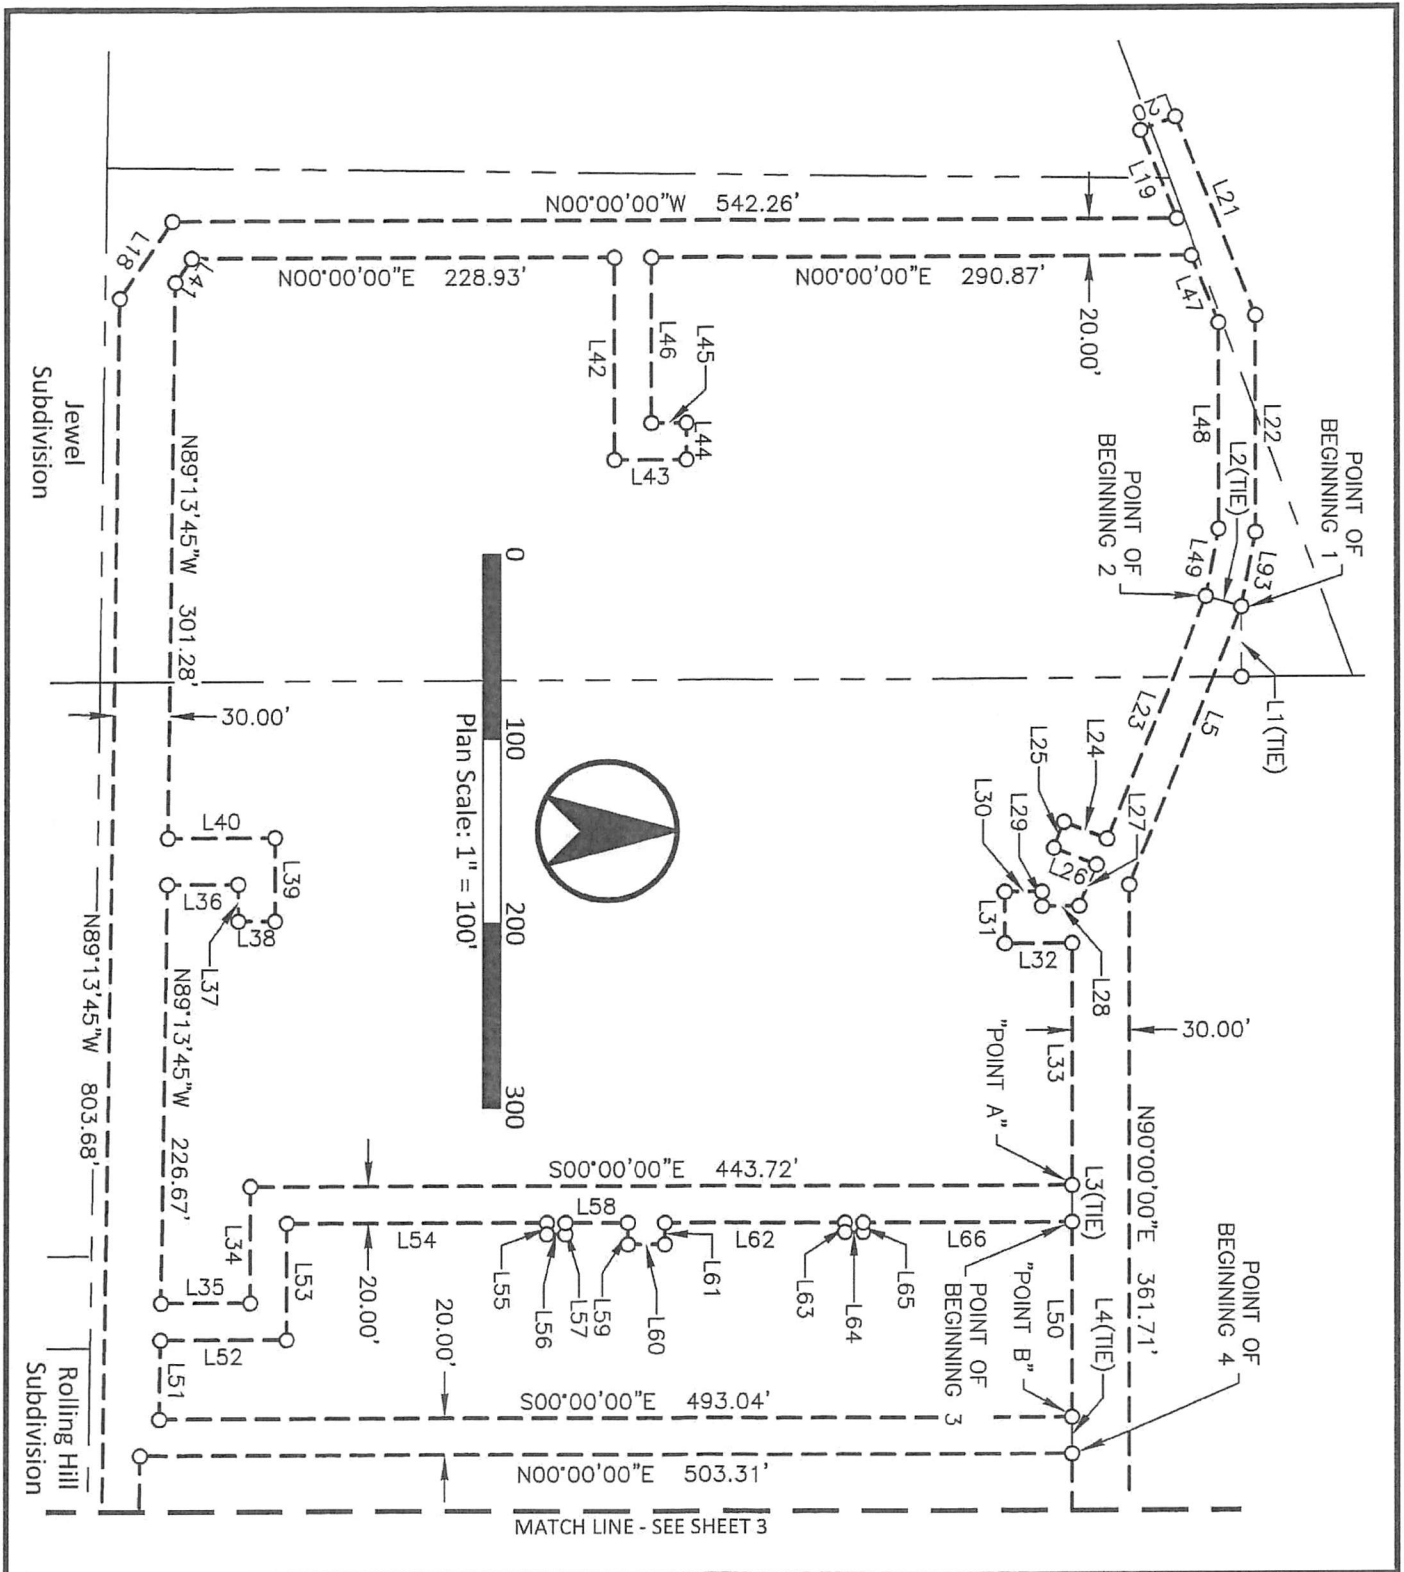 L20
L19
L21
N00°00'00"W 542.26'
N00°00'00"E 228.93'
N00°00'00"E 290.87'
20.00'
L47
L18
L41
L42
L46
L45
L44
L43
L48
L22
L2(TIE)
POINT OF
BEGINNING 1
POINT OF
BEGINNING 2
L49
L93
L1(TIE)
L5
L23
Jewel
Subdivision
N89°13'45"W 301.28'
30.00'
0
100
200
300
Plan Scale: 1" = 100'
L24
L25
L27
L26
L29
L30
L31
L28
L32
L40
L39
L36
L38
L37
N89°13'45"W 226.67'
N89°13'45"W 803.68'
30.00'
L33
"POINT A"
N90°00'00"E 361.71'
L3(TIE)
S00°00'00"E 443.72'
L34
L35
L54
L58
L62
L66
20.00'
L53
L55
L56
L57
L59
L60
L61
L63
L64
L65
POINT OF
BEGINNING 3
L50
"POINT B"
L4(TIE)
POINT OF
BEGINNING 4
L52
L51
20.00'
S00°00'00"E 493.04'
N00°00'00"E 503.31'
Rolling Hill
Subdivision
MATCH LINE - SEE SHEET 3